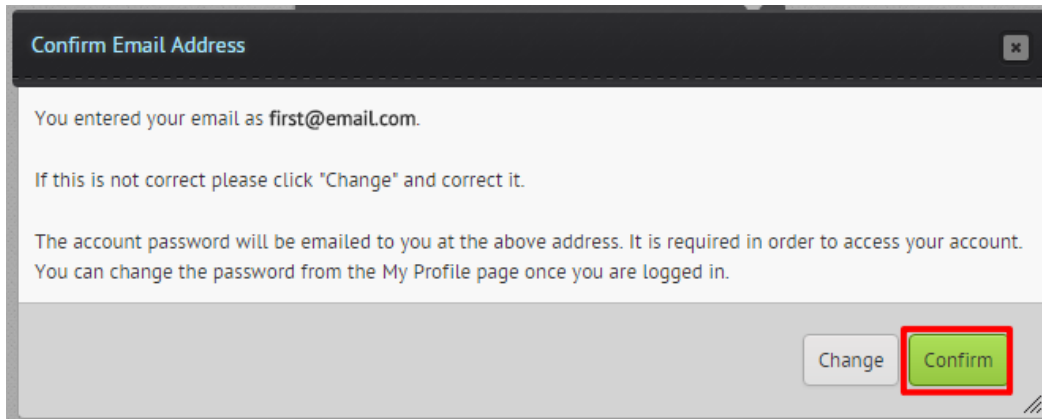 Confirm Email Address
You entered your email as first@email.com.
If this is not correct please click "Change" and correct it.
The account password will be emailed to you at the above address. It is required in order to access your account.
You can change the password from the My Profile page once you are logged in.
Change
Confirm